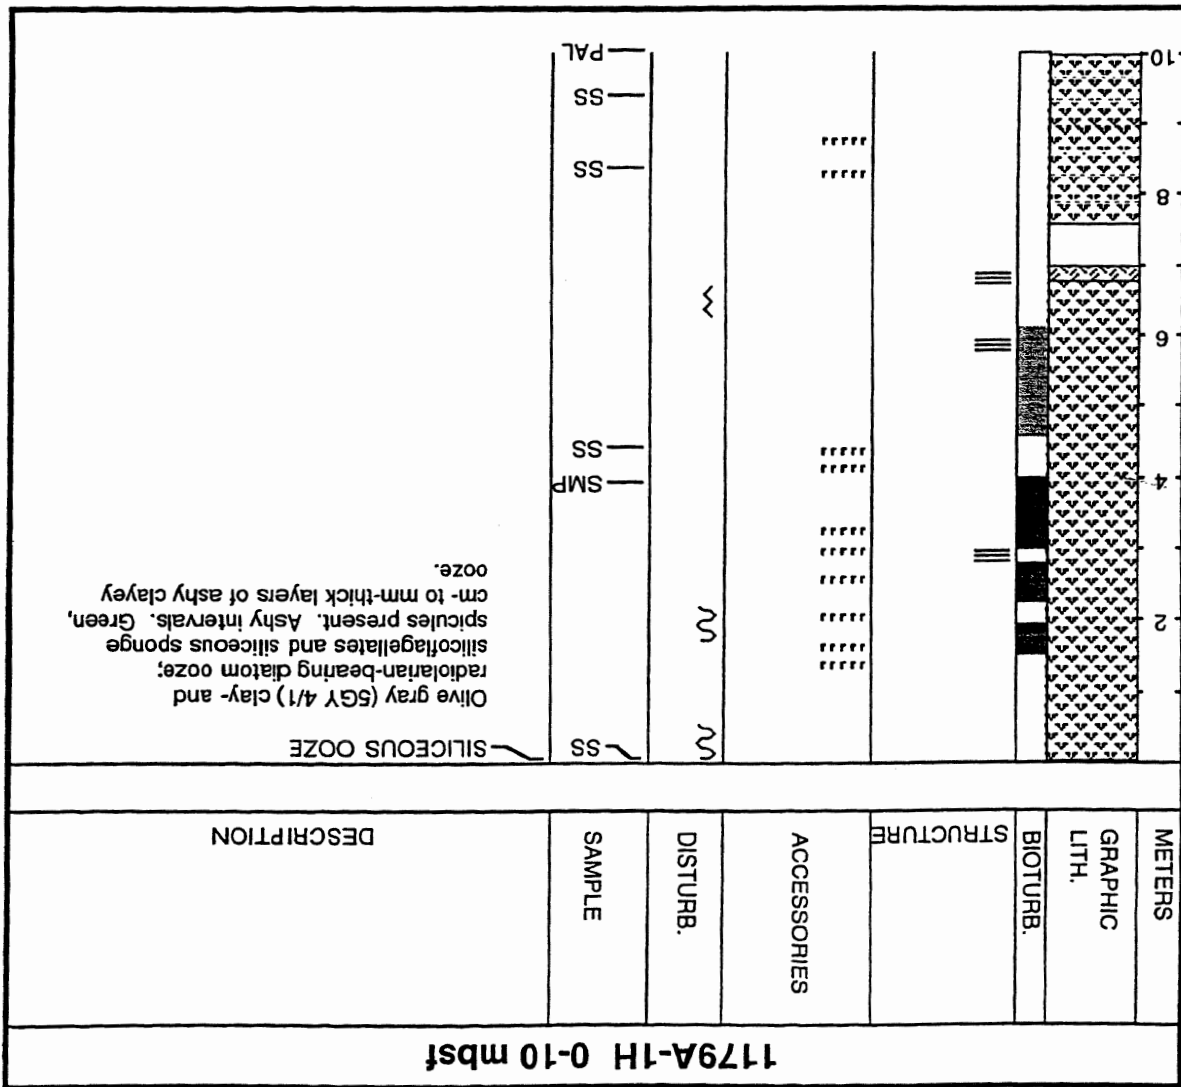 1179A-1H 0-10 mbsf
METERS
GRAPHIC
LITH.
BIOTURB.
STRUCTURE
ACCESSORIES
DISTURB.
SAMPLE
DESCRIPTION
SS
SILICEOUS OOZE
Olive gray (5GY 4/1) clay- and
radiolarian-bearing diatom ooze;
silicoflagellates and siliceous sponge
spicules present. Ashy intervals. Green,
cm- to mm-thick layers of ashy clayey
ooze.
2
4
SMP
SS
6
8
SS
SS
10
PAL